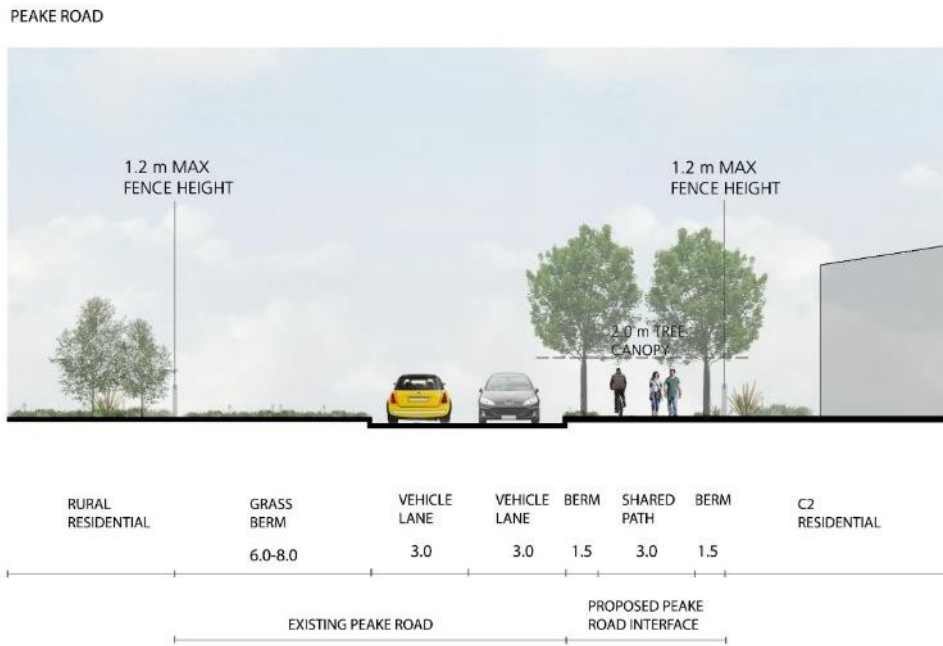 PEAKE ROAD
1.2 m MAX
FENCE HEIGHT
1.2 m MAX
FENCE HEIGHT
2.0 m TREE
CANOPY
RURAL
RESIDENTIAL
GRASS
BERM
6.0-8.0
VEHICLE
LANE
3.0
VEHICLE
LANE
3.0
BERM
1.5
SHARED
PATH
3.0
BERM
1.5
C2
RESIDENTIAL
EXISTING PEAKE ROAD
PROPOSED PEAKE
ROAD INTERFACE